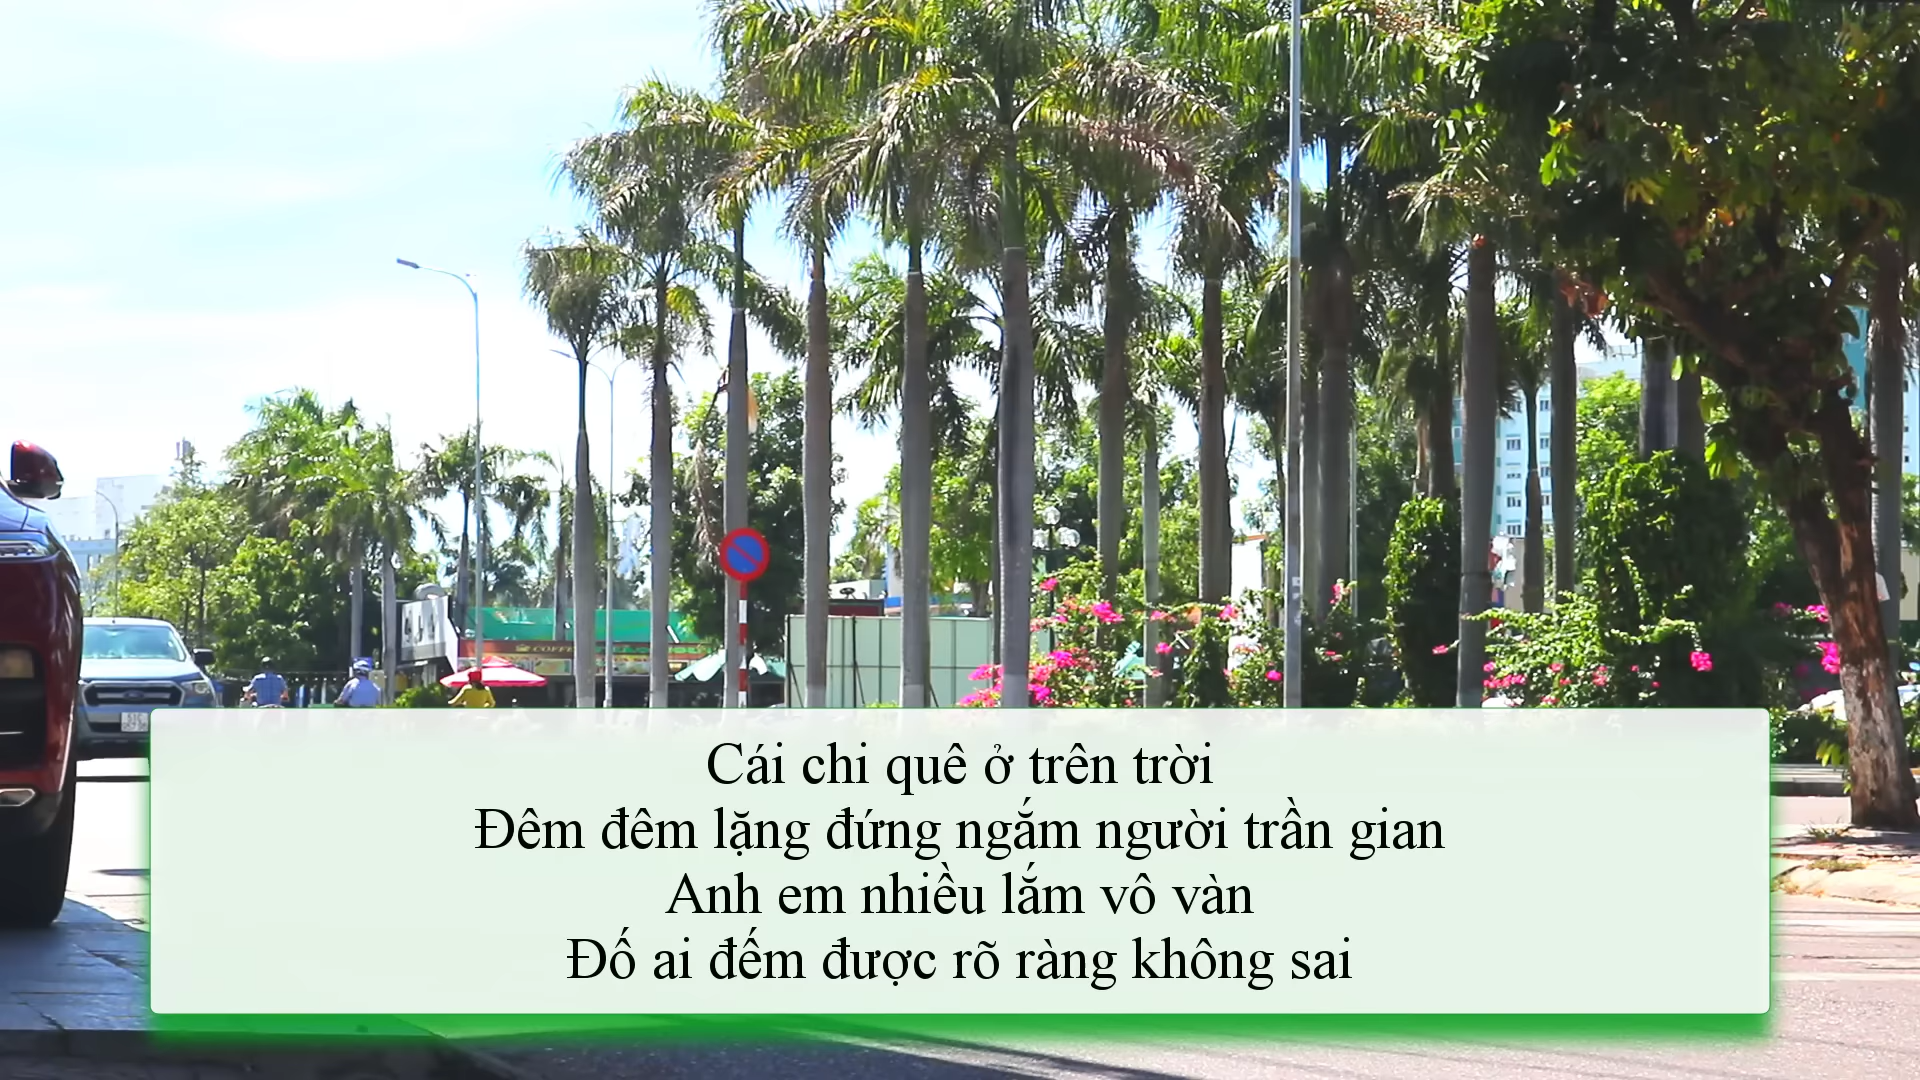 COFFEE
Cái chi quê ở trên trời
Đêm đêm lặng đứng ngắm người trần gian
Anh em nhiều lắm vô vàn
Đố ai đếm được rõ ràng không sai